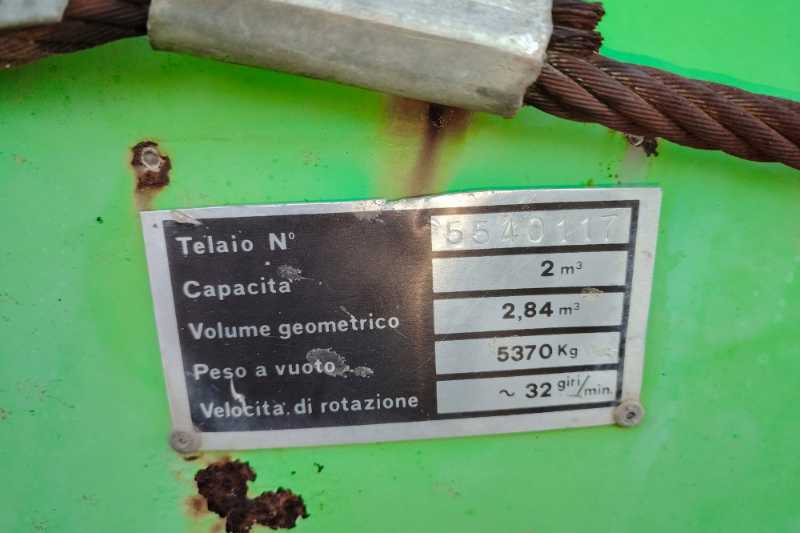 Telaio Nº 5540117
Capacita 2 m³
Volume geometrico 2,84 m³
Peso a vuoto 5370 Kg
Velocita di rotazione ~ 32 giri/min.